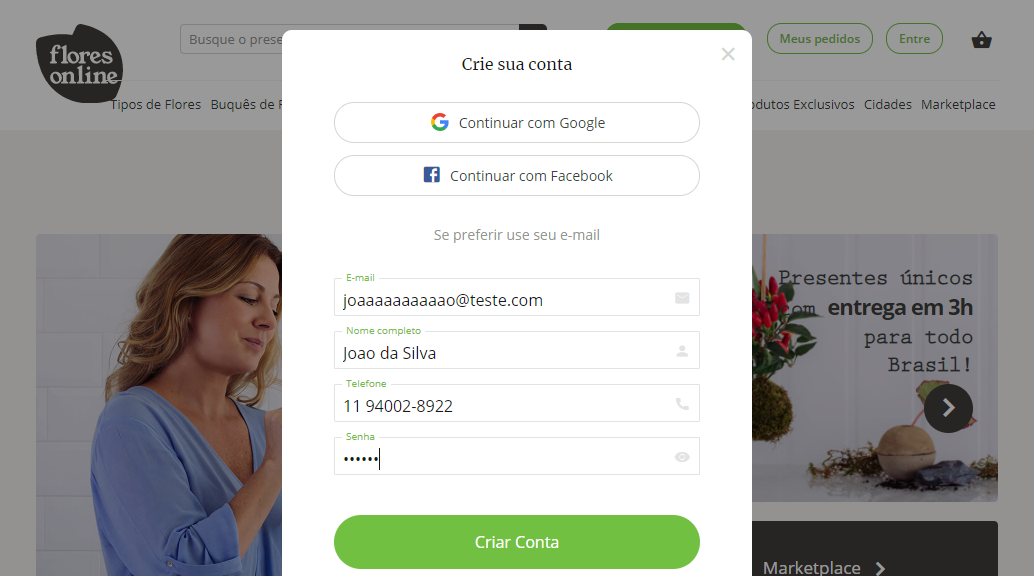 flores
online
Busque o prese
Meus pedidos
Entre
Tipos de Flores
Buquês de F
odutos Exclusivos
Cidades
Marketplace
Crie sua conta
Continuar com Google
Continuar com Facebook
Se preferir use seu e-mail
E-mail
joaaaaaaaaaao@teste.com
Nome completo
Joao da Silva
Telefone
11 94002-8922
Senha
••••••
Criar Conta
Presentes únicos
com entrega em 3h
para todo
Brasil!
Marketplace